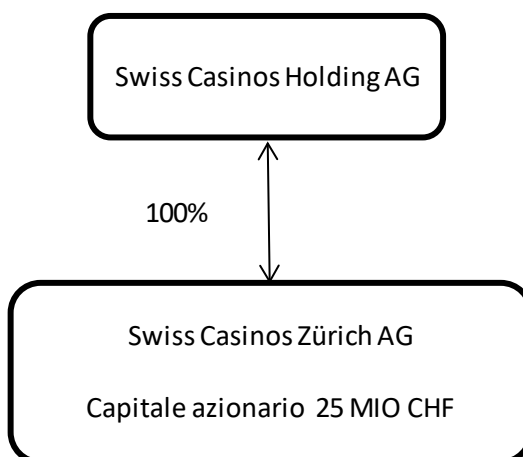 Swiss Casinos Holding AG
100%
Swiss Casinos Zürich AG
Capitale azionario 25 MIO CHF